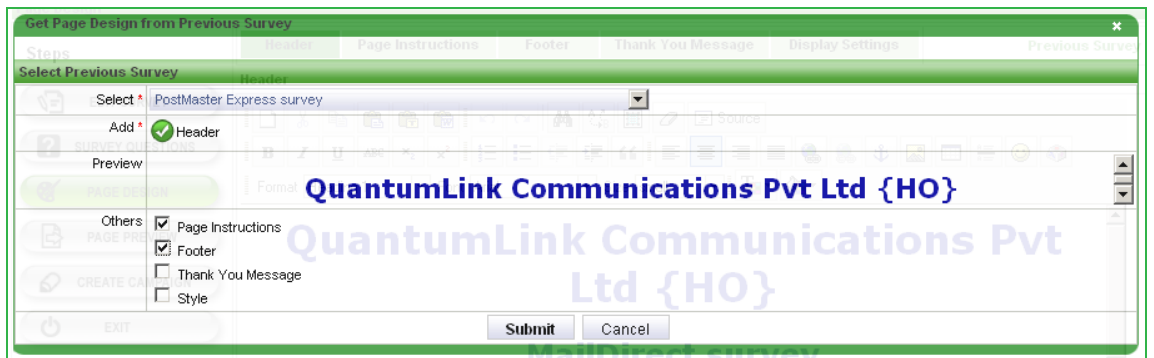 Get Page Design from Previous Survey
Steps
Header Page Instructions Footer Thank You Message Display Settings Previous Survey
Select Previous Survey
Header
Select * PostMaster Express survey
Add * Header
Source
SURVEY QUESTIONS
Preview
PAGE DESIGN
Format
QuantumLink Communications Pvt Ltd {HO}
Others
Page Instructions
PAGE PREVIEW
Footer
QuantumLink Communications Pvt
Ltd {HO}
Thank You Message
CREATE CAMPAIGN
Style
EXIT
Submit Cancel
MailDirect survey